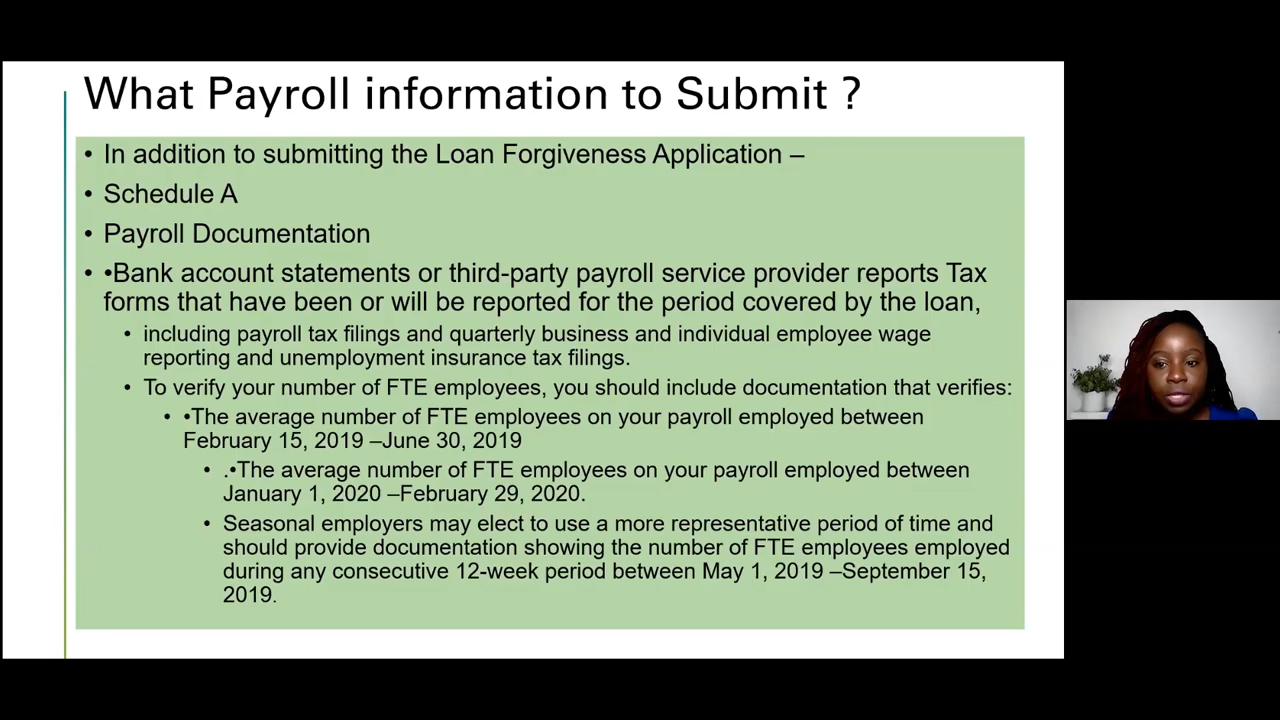 What Payroll information to Submit ?
• In addition to submitting the Loan Forgiveness Application –
• Schedule A
• Payroll Documentation
• •Bank account statements or third-party payroll service provider reports Tax
forms that have been or will be reported for the period covered by the loan,
• including payroll tax filings and quarterly business and individual employee wage
reporting and unemployment insurance tax filings.
• To verify your number of FTE employees, you should include documentation that verifies:
• •The average number of FTE employees on your payroll employed between
February 15, 2019 –June 30, 2019
• .•The average number of FTE employees on your payroll employed between
January 1, 2020 –February 29, 2020.
• Seasonal employers may elect to use a more representative period of time and
should provide documentation showing the number of FTE employees employed
during any consecutive 12-week period between May 1, 2019 –September 15,
2019.